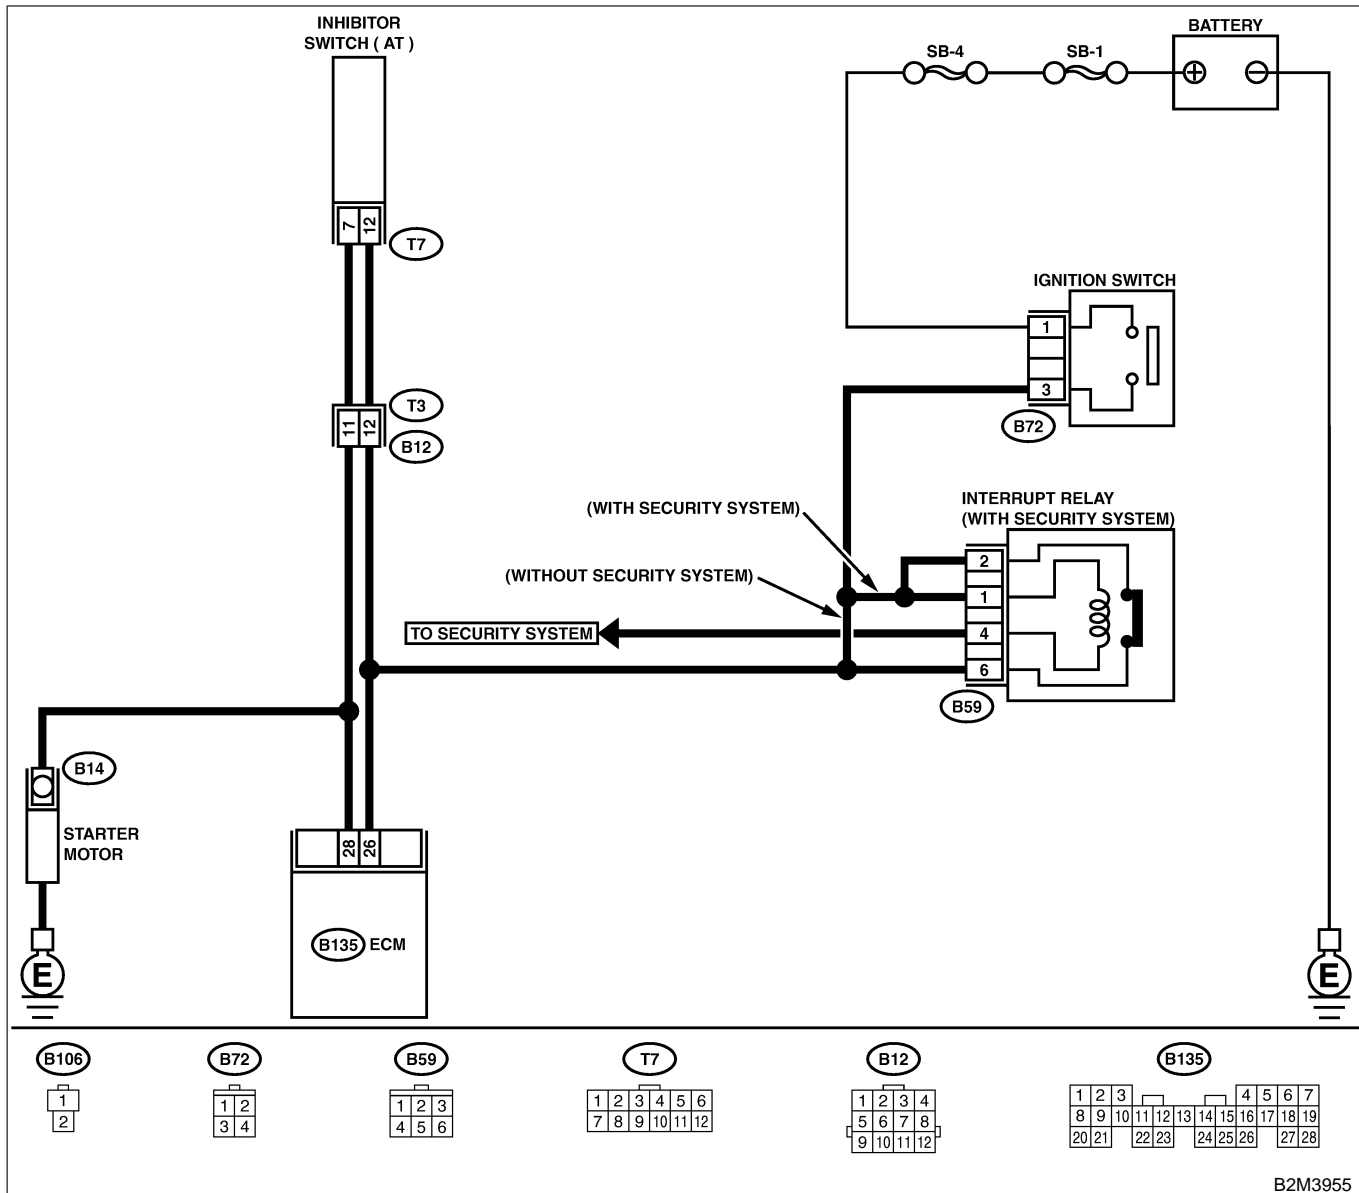 INHIBITOR
SWITCH ( AT )
BATTERY
SB-4
SB-1
7
12
T7
IGNITION SWITCH
1
3
B72
T3
11
12
B12
(WITH SECURITY SYSTEM)
INTERRUPT RELAY
(WITH SECURITY SYSTEM)
(WITHOUT SECURITY SYSTEM)
2
1
TO SECURITY SYSTEM
4
6
B59
B14
STARTER
MOTOR
28
26
B135 ECM
E
E
B106
B72
B59
T7
B12
B135
1
2
1 2
3 4
1 2 3
4 5 6
1 2 3 4 5 6
7 8 9 10 11 12
1 2 3 4
5 6 7 8
9 10 11 12
1 2 3 4 5 6 7
8 9 10 11 12 13 14 15 16 17 18 19
20 21 22 23 24 25 26 27 28
B2M3955